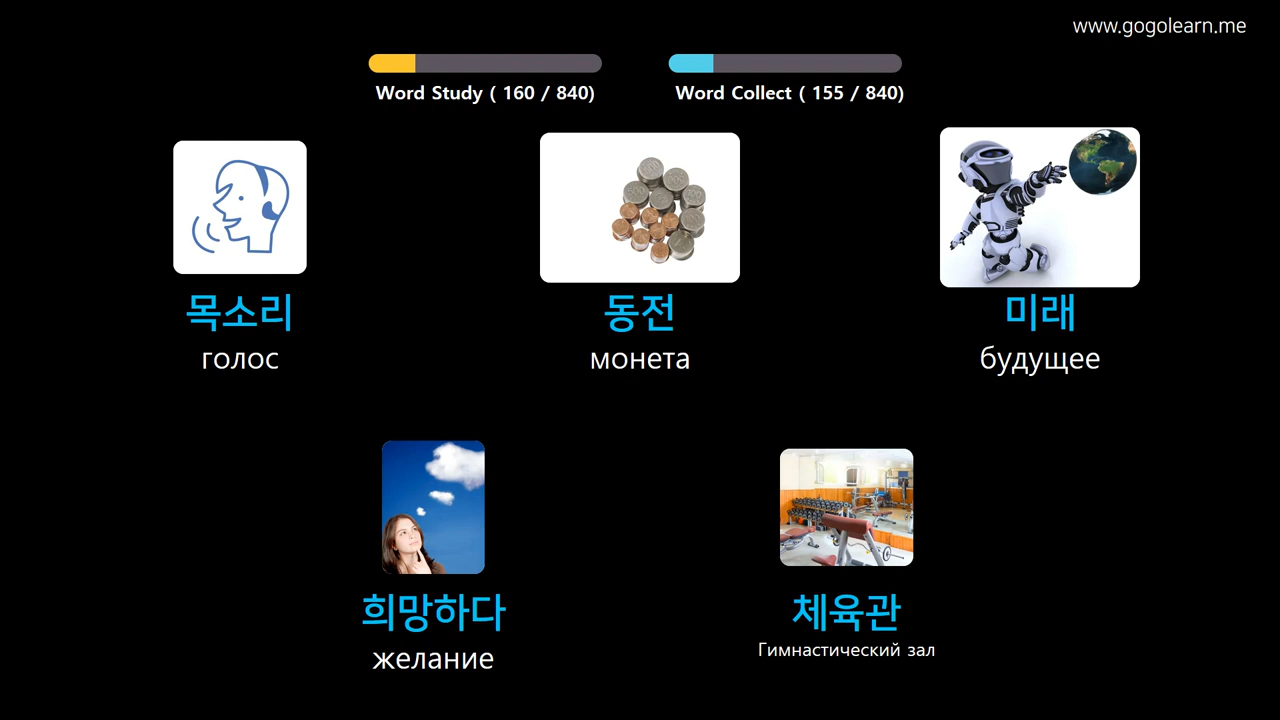 www.gogolearn.me
Word Study ( 160 / 840)
Word Collect ( 155 / 840)
목소리
голос
동전
монета
미래
будущее
희망하다
желание
체육관
Гимнастический зал